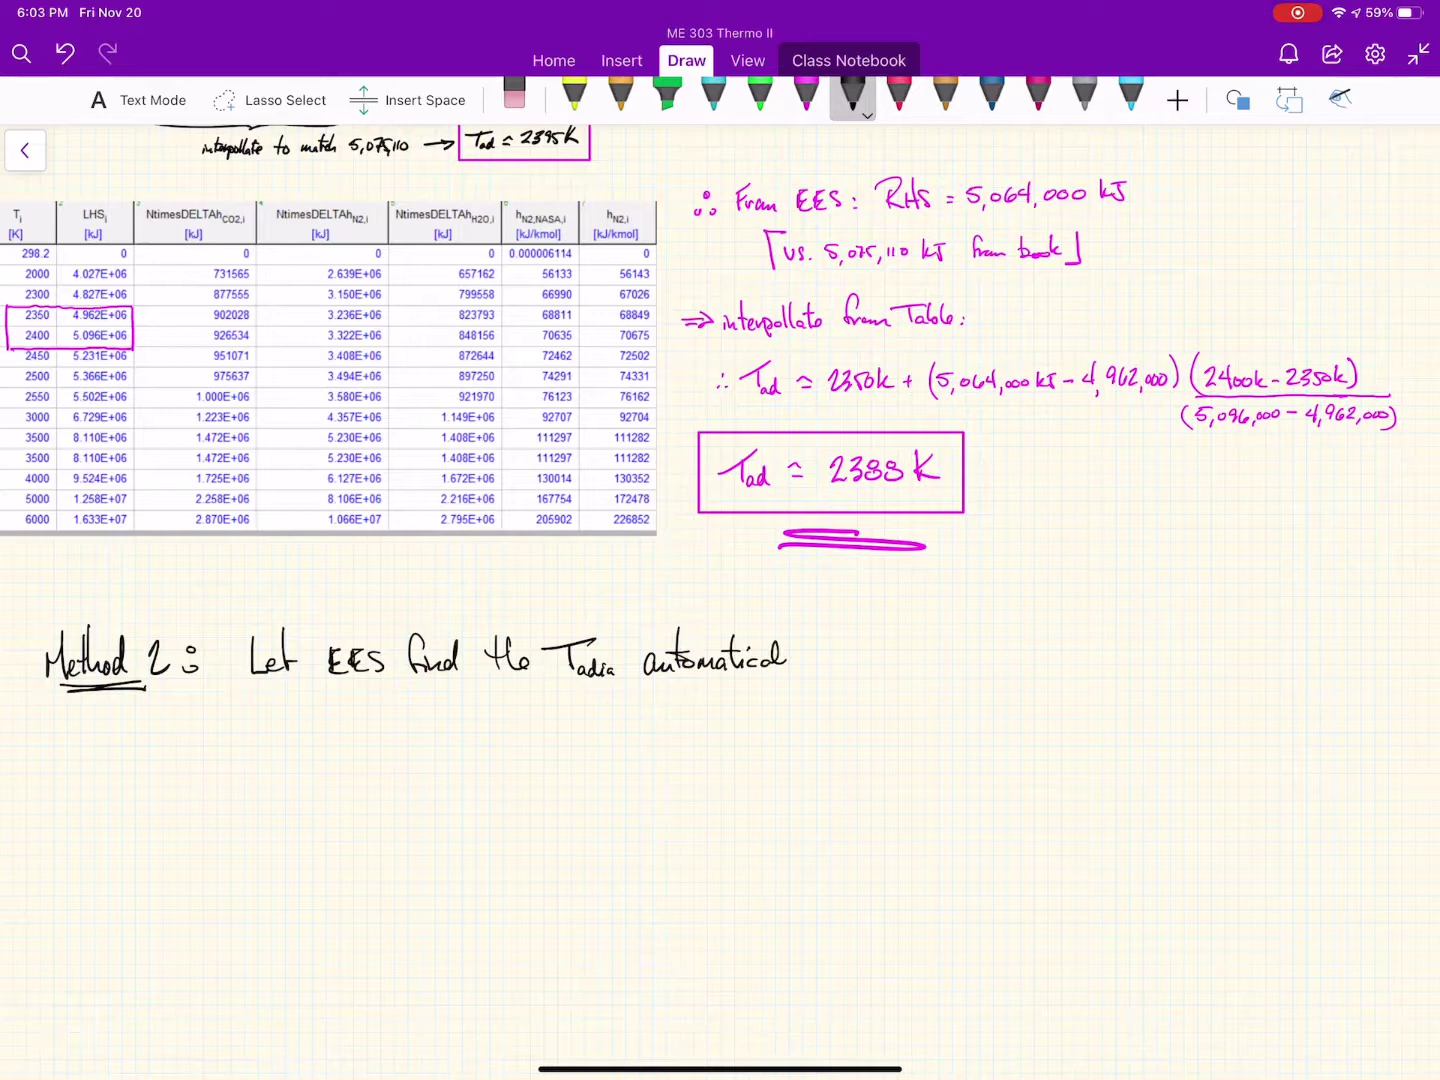 6:03 PM Fri Nov 20
59%
ME 303 Thermo II
Home Insert Draw View Class Notebook
A Text Mode Lasso Select Insert Space
interpollate to match 5,075,110 → Tad ≈ 2395K
Ti LHSi NtimesDELTAhCO2,i NtimesDELTAhN2,i NtimesDELTAhH2O,i hN2,NASA,i hN2,i
[K] [kJ] [kJ] [kJ] [kJ] [kJ/kmol] [kJ/kmol]
298.2 0 0 0 0 0.000006114 0
2000 4.027E+06 731565 2.639E+06 657162 56133 56143
2300 4.827E+06 877555 3.150E+06 799558 66990 67026
2350 4.962E+06 902028 3.236E+06 823793 68811 68849
2400 5.096E+06 926534 3.322E+06 848156 70635 70675
2450 5.231E+06 951071 3.408E+06 872644 72462 72502
2500 5.366E+06 975637 3.494E+06 897250 74291 74331
2550 5.502E+06 1.000E+06 3.580E+06 921970 76123 76162
3000 6.729E+06 1.223E+06 4.357E+06 1.149E+06 92707 92704
3500 8.110E+06 1.472E+06 5.230E+06 1.408E+06 111297 111282
3500 8.110E+06 1.472E+06 5.230E+06 1.408E+06 111297 111282
4000 9.524E+06 1.725E+06 6.127E+06 1.672E+06 130014 130352
5000 1.258E+07 2.258E+06 8.106E+06 2.216E+06 167754 172478
6000 1.633E+07 2.870E+06 1.066E+07 2.795E+06 205902 226852
∴ From EES: RHS = 5,064,000 kJ
[vs. 5,075,110 kJ from book]
⇒ interpollate from Table:
∴ Tad ≈ 2350k + (5,064,000 kJ - 4,962,000) (2400k - 2350k)
(5,096,000 - 4,962,000)
Tad ≈ 2388 K
Method 2: Let EES find the Tadia automatical